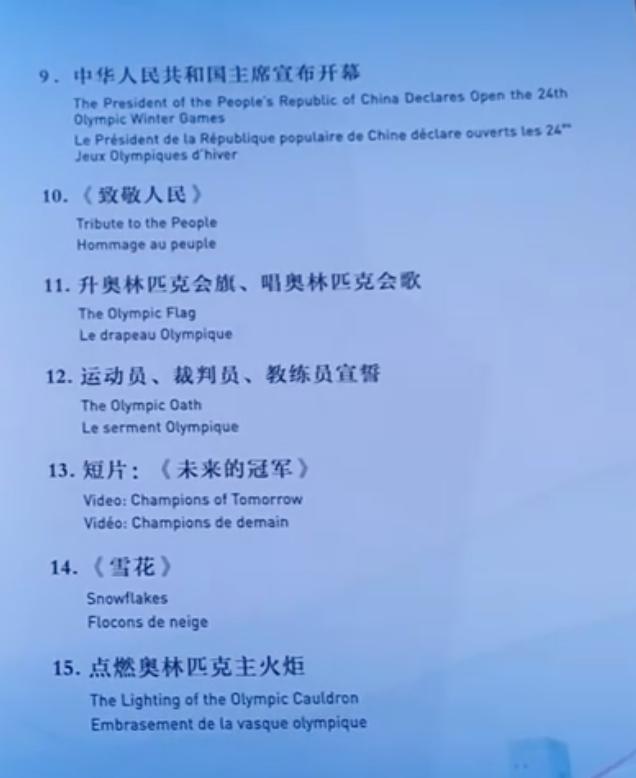 9. 中华人民共和国主席宣布开幕
The President of the People's Republic of China Declares Open the 24th
Olympic Winter Games
Le Président de la République populaire de Chine déclare ouverts les 24èmes
Jeux Olympiques d'hiver
10.《致敬人民》
Tribute to the People
Hommage au peuple
11. 升奥林匹克会旗、唱奥林匹克会歌
The Olympic Flag
Le drapeau Olympique
12. 运动员、裁判员、教练员宣誓
The Olympic Oath
Le serment Olympique
13. 短片：《未来的冠军》
Video: Champions of Tomorrow
Vidéo: Champions de demain
14.《雪花》
Snowflakes
Flocons de neige
15. 点燃奥林匹克主火炬
The Lighting of the Olympic Cauldron
Embrasement de la vasque olympique